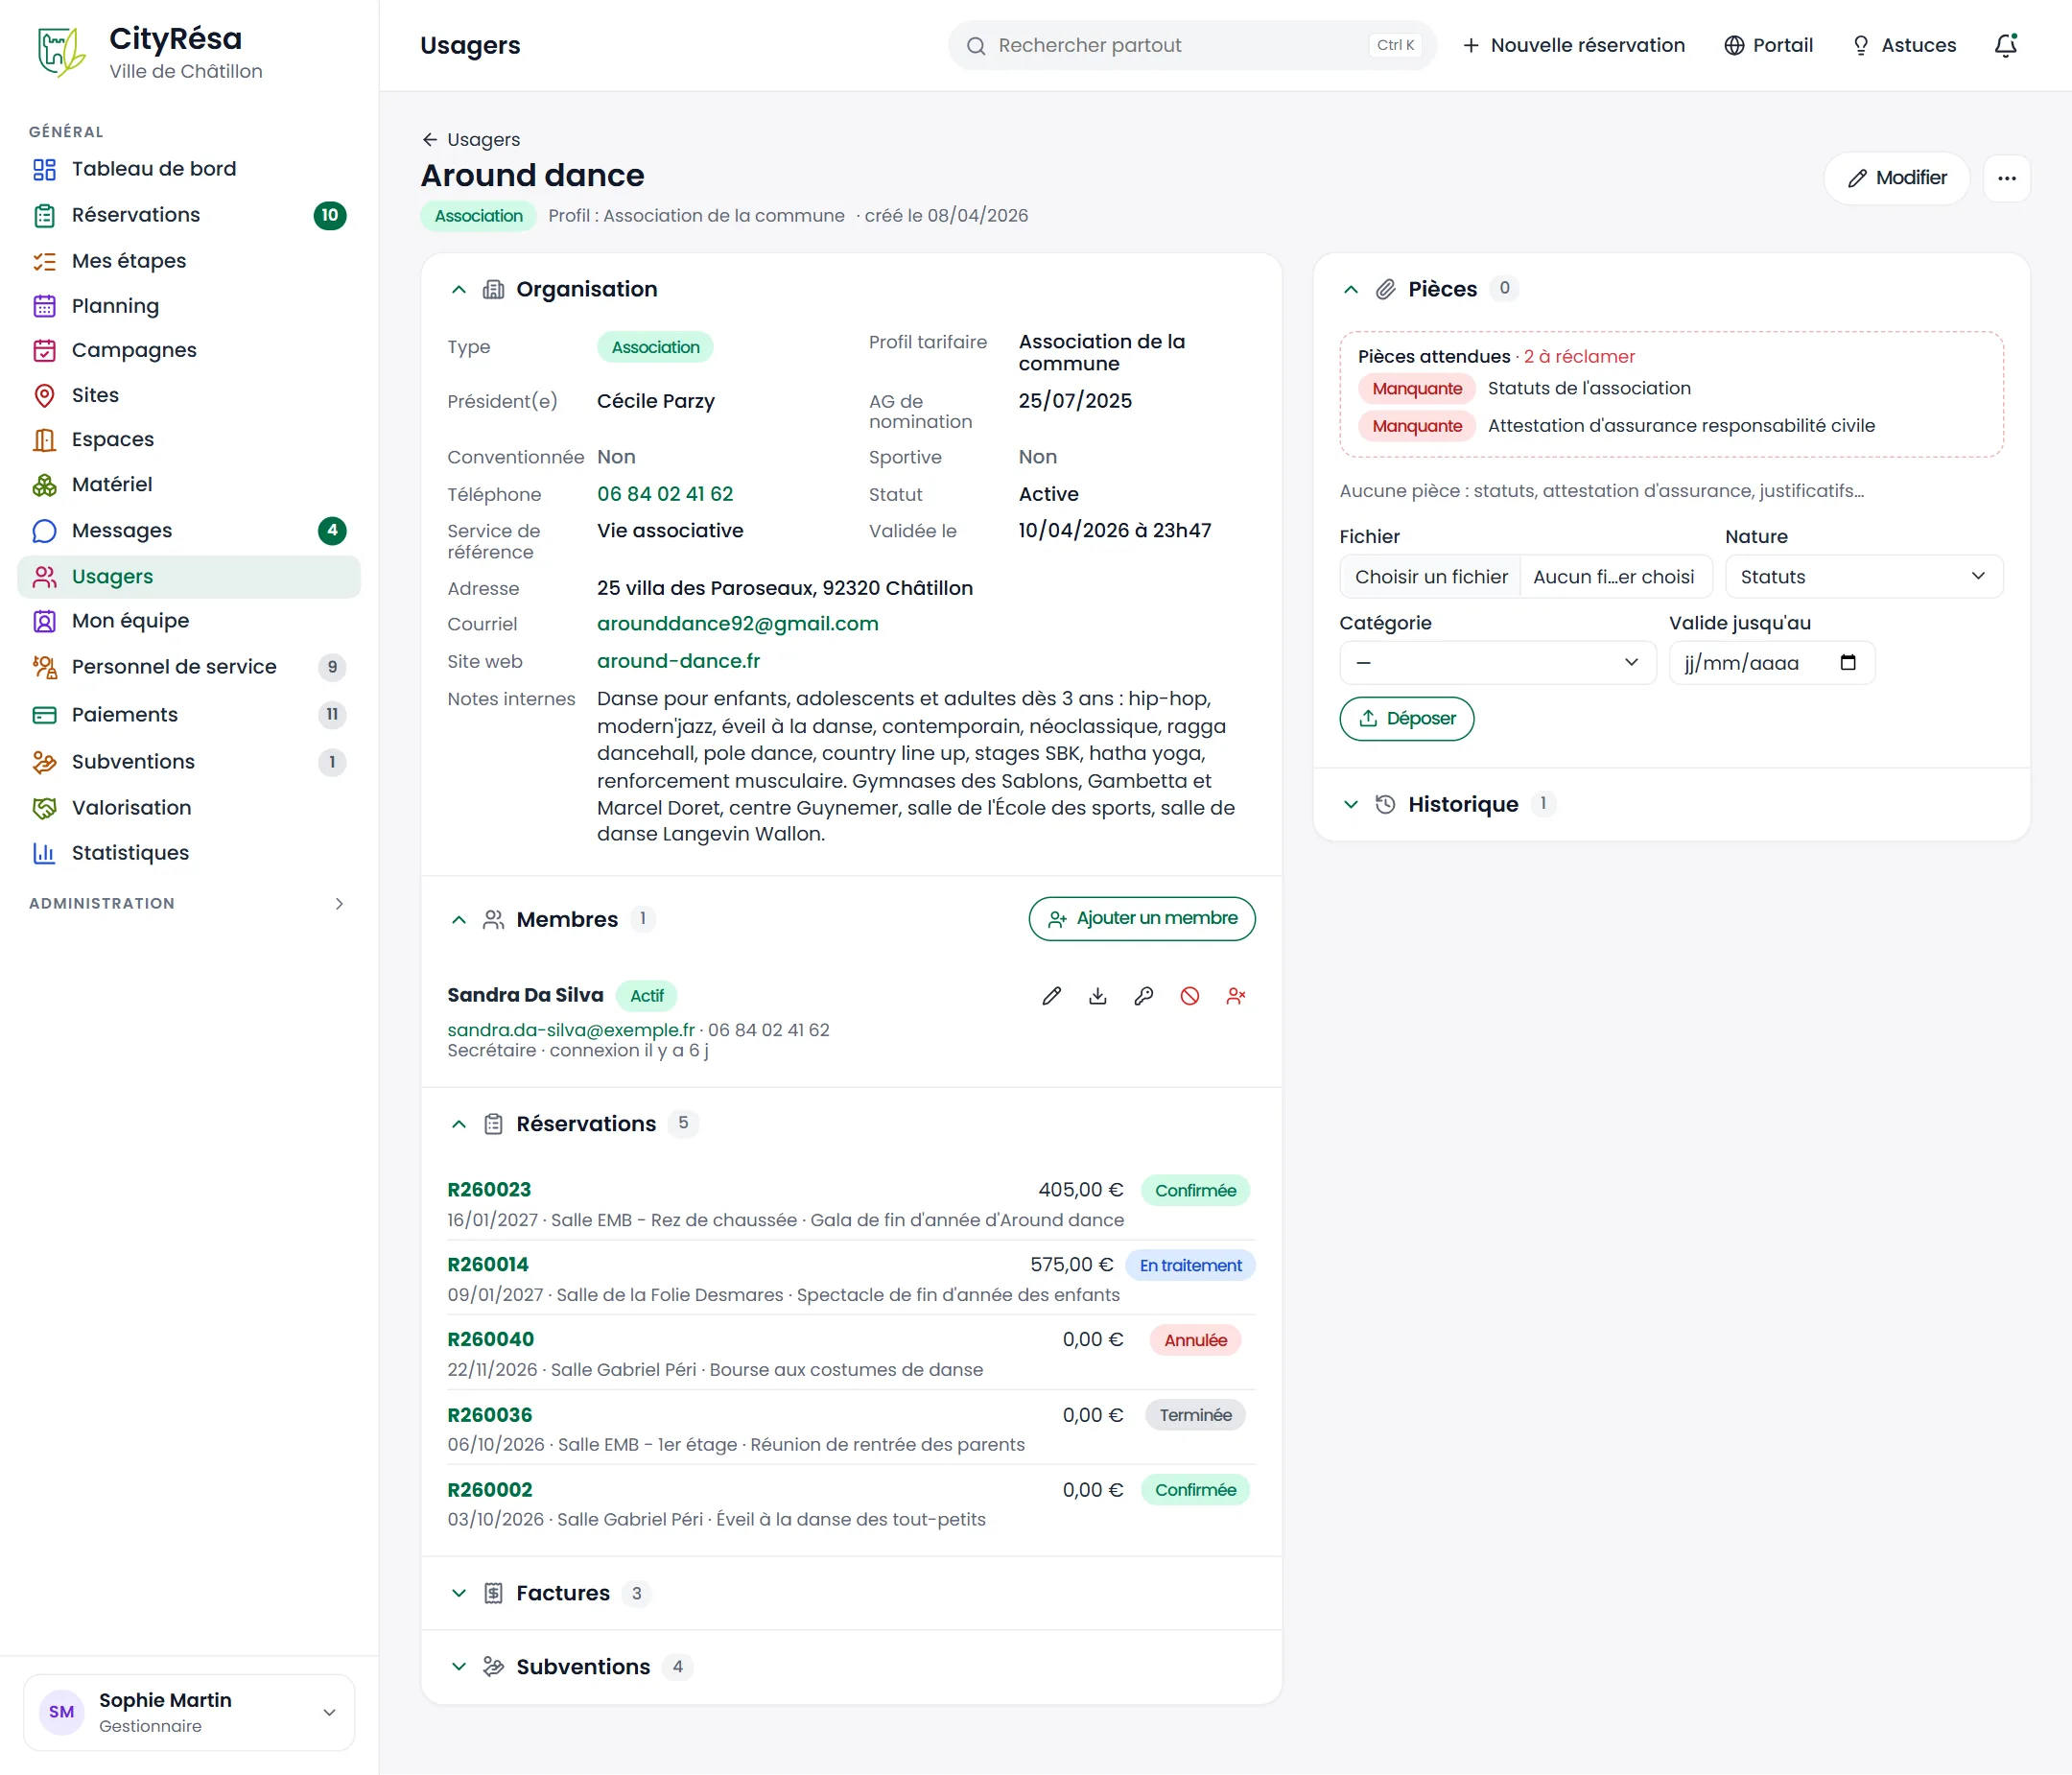 CityRésa
Ville de Châtillon
GÉNÉRAL
Tableau de bord
Réservations 10
Mes étapes
Planning
Campagnes
Sites
Espaces
Matériel
Messages 4
Usagers
Mon équipe
Personnel de service 9
Paiements 11
Subventions 1
Valorisation
Statistiques
ADMINISTRATION
SM
Sophie Martin
Gestionnaire
Usagers
Rechercher partout Ctrl K
Nouvelle réservation
Portail
Astuces
Usagers
Around dance
Association Profil : Association de la commune · créé le 08/04/2026
Modifier
Organisation
Type Association
Profil tarifaire Association de la
commune
Président(e) Cécile Parzy
AG de
nomination
25/07/2025
Conventionnée Non
Sportive Non
Téléphone 06 84 02 41 62
Statut Active
Service de
référence
Vie associative
Validée le 10/04/2026 à 23h47
Adresse 25 villa des Paroseaux, 92320 Châtillon
Courriel arounddance92@gmail.com
Site web around-dance.fr
Notes internes Danse pour enfants, adolescents et adultes dès 3 ans : hip-hop,
modern'jazz, éveil à la danse, contemporain, néoclassique, ragga
dancehall, pole dance, country line up, stages SBK, hatha yoga,
renforcement musculaire. Gymnases des Sablons, Gambetta et
Marcel Doret, centre Guynemer, salle de l'École des sports, salle de
danse Langevin Wallon.
Membres 1
Ajouter un membre
Sandra Da Silva Actif
sandra.da-silva@exemple.fr · 06 84 02 41 62
Secrétaire · connexion il y a 6 j
Réservations 5
R260023 405,00 € Confirmée
16/01/2027 · Salle EMB - Rez de chaussée · Gala de fin d'année d'Around dance
R260014 575,00 € En traitement
09/01/2027 · Salle de la Folie Desmares · Spectacle de fin d'année des enfants
R260040 0,00 € Annulée
22/11/2026 · Salle Gabriel Péri · Bourse aux costumes de danse
R260036 0,00 € Terminée
06/10/2026 · Salle EMB - 1er étage · Réunion de rentrée des parents
R260002 0,00 € Confirmée
03/10/2026 · Salle Gabriel Péri · Éveil à la danse des tout-petits
Factures 3
Subventions 4
Pièces 0
Pièces attendues · 2 à réclamer
Manquante Statuts de l'association
Manquante Attestation d'assurance responsabilité civile
Aucune pièce : statuts, attestation d'assurance, justificatifs...
Fichier
Nature
Choisir un fichier Aucun fi...er choisi
Statuts
Catégorie
Valide jusqu'au
—
jj/mm/aaaa
Déposer
Historique 1